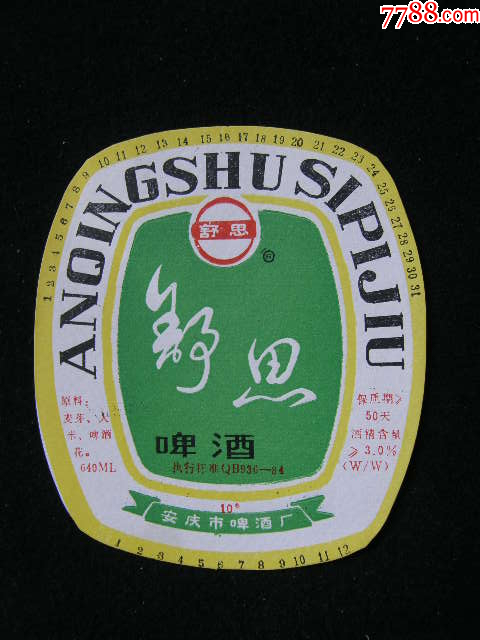 7788.com
1 2 3 4 5 6 7 8 9 10 11 12 13 14 15 16 17 18 19 20 21 22 23 24 25 26 27 28 29 30 31
ANQINGSHUSIPIJIU
舒思
®
舒思
啤酒
执行标准QB936—84
原料:
麦芽、大
米、啤酒
花。
640ML
保质期≥
50天
酒精含量
≥3.0%
(W/W)
10°
安庆市啤酒厂
1 2 3 4 5 6 7 8 9 10 11 12